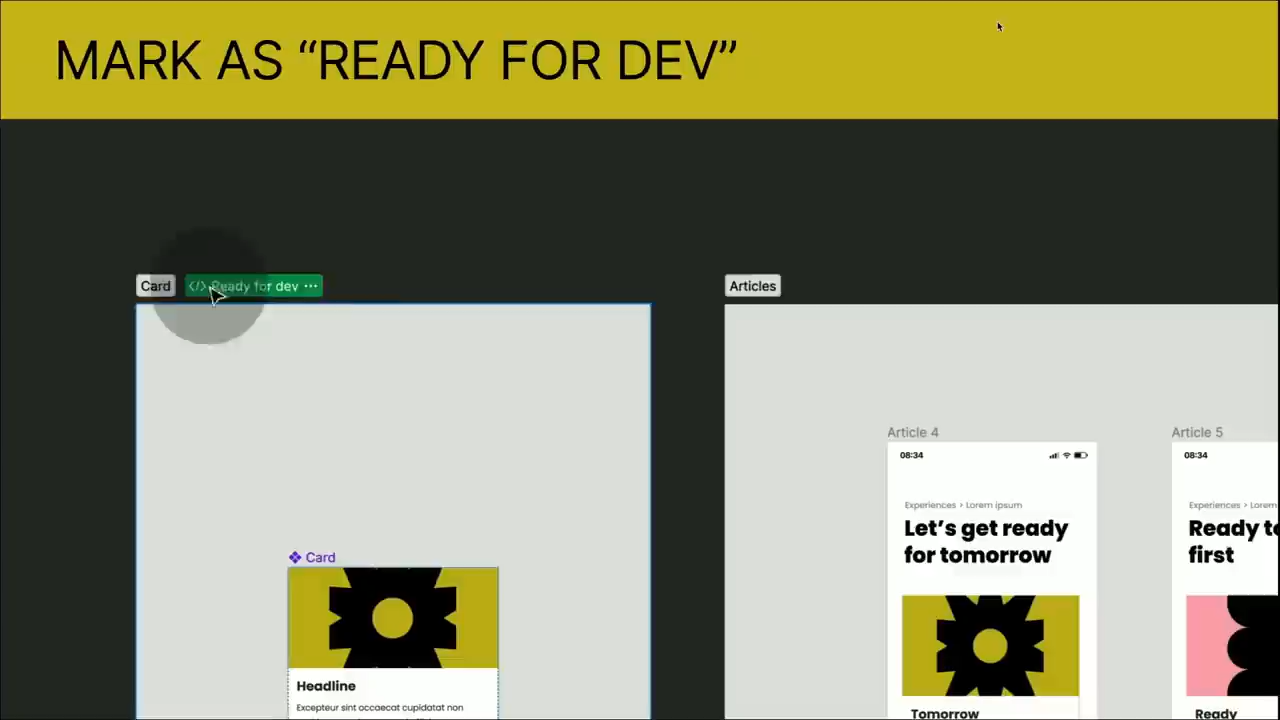 MARK AS “READY FOR DEV”
Card
</> Ready for dev ···
Articles
Article 4
Article 5
08:34
08:34
Experiences > Lorem ipsum
Experiences > Lorem
Let’s get ready
for tomorrow
Ready to
first
Card
Headline
Excepteur sint occaecat cupidatat non
Tomorrow
Ready